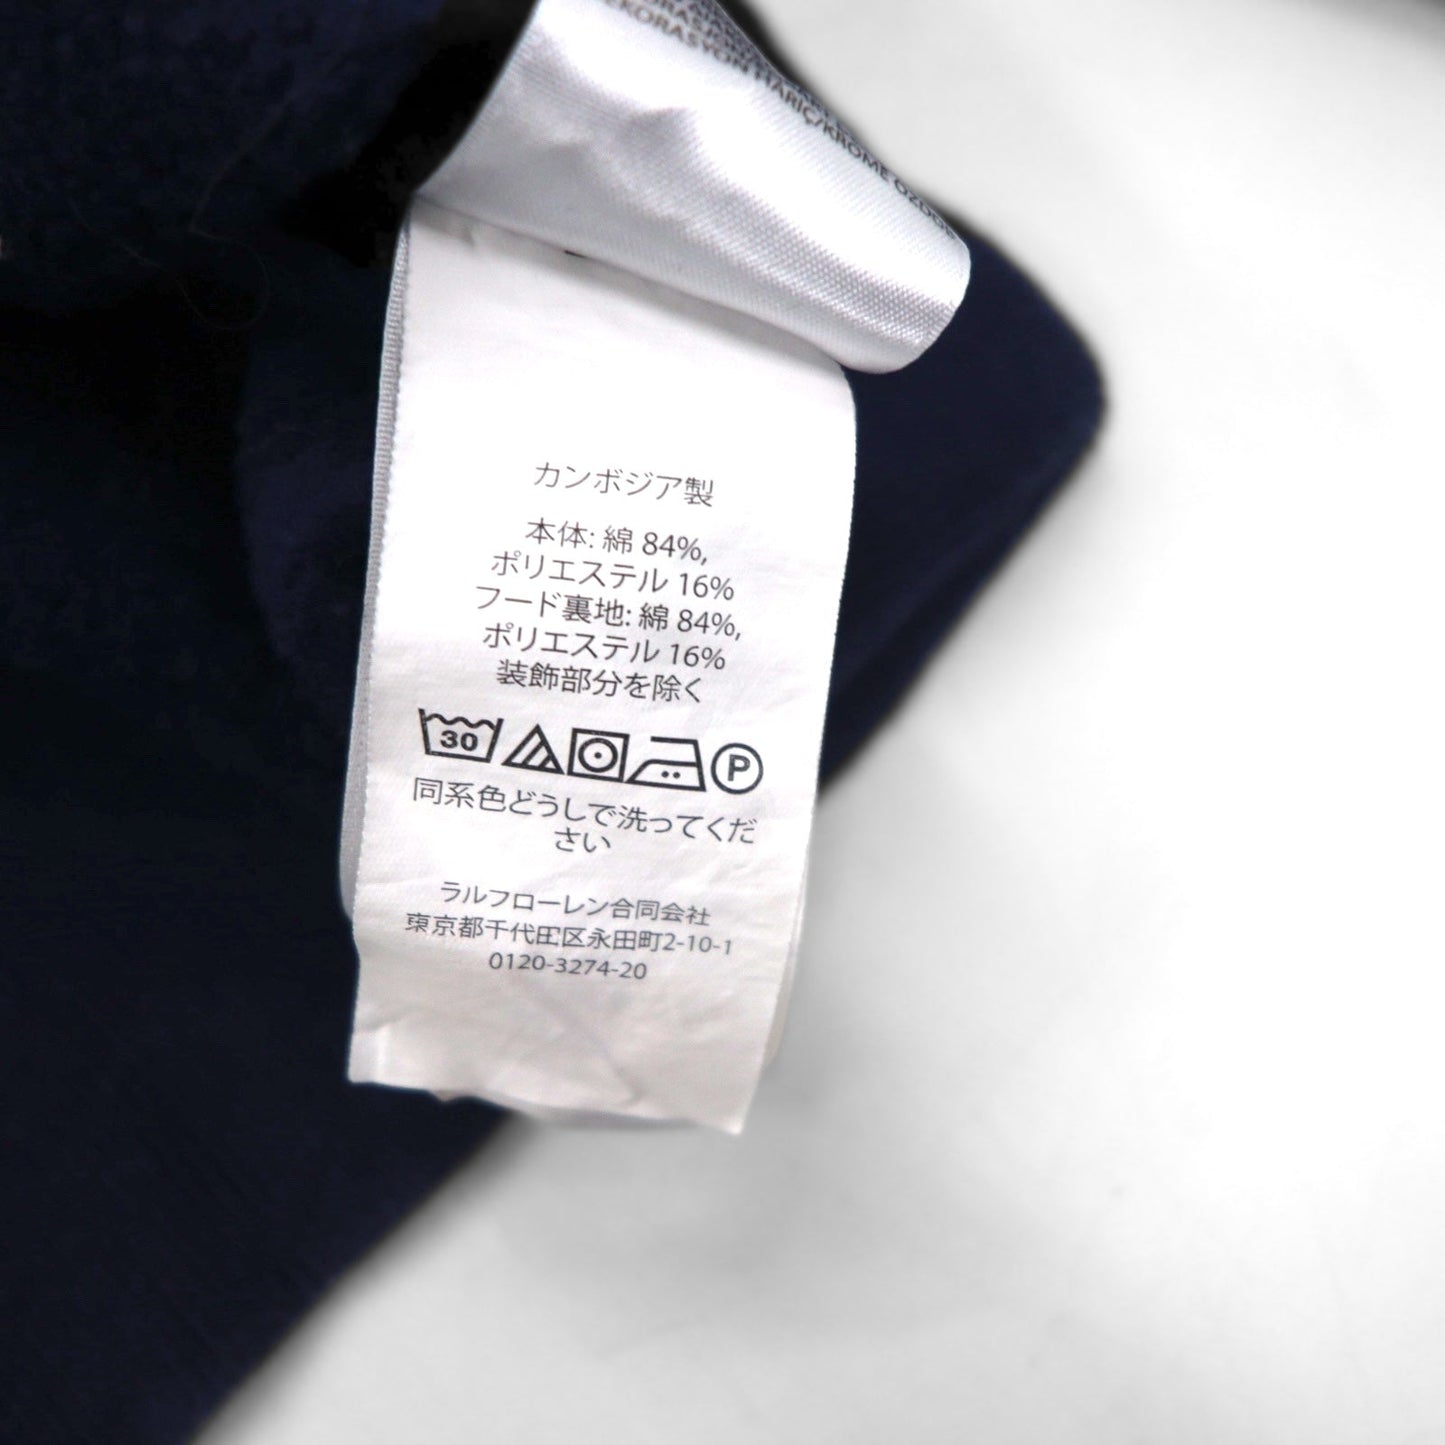 HARİÇ/KROME
カンボジア製
本体: 綿 84%,
ポリエステル 16%
フード裏地: 綿 84%,
ポリエステル 16%
装飾部分を除く
30 P
同系色どうしで洗ってくだ
さい
ラルフローレン合同会社
東京都千代田区永田町2-10-1
0120-3274-20